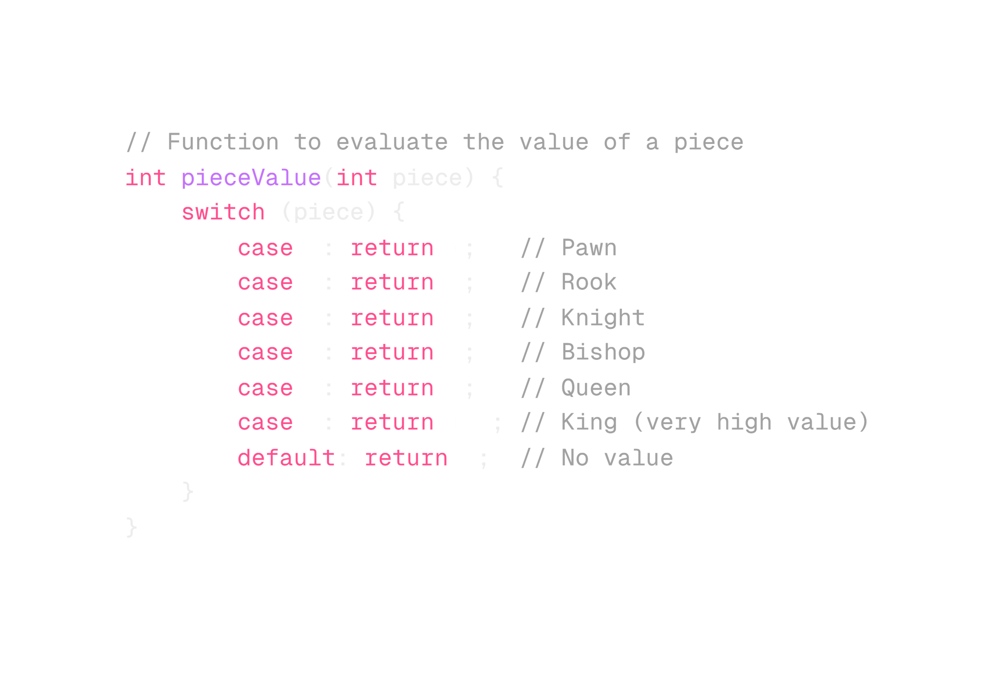 // Function to evaluate the value of a piece
int pieceValue(int piece) {
    switch (piece) {
        case  : return  ;   // Pawn
        case  : return  ;   // Rook
        case  : return  ;   // Knight
        case  : return  ;   // Bishop
        case  : return  ;   // Queen
        case  : return    ; // King (very high value)
        default: return  ;  // No value
    }
}